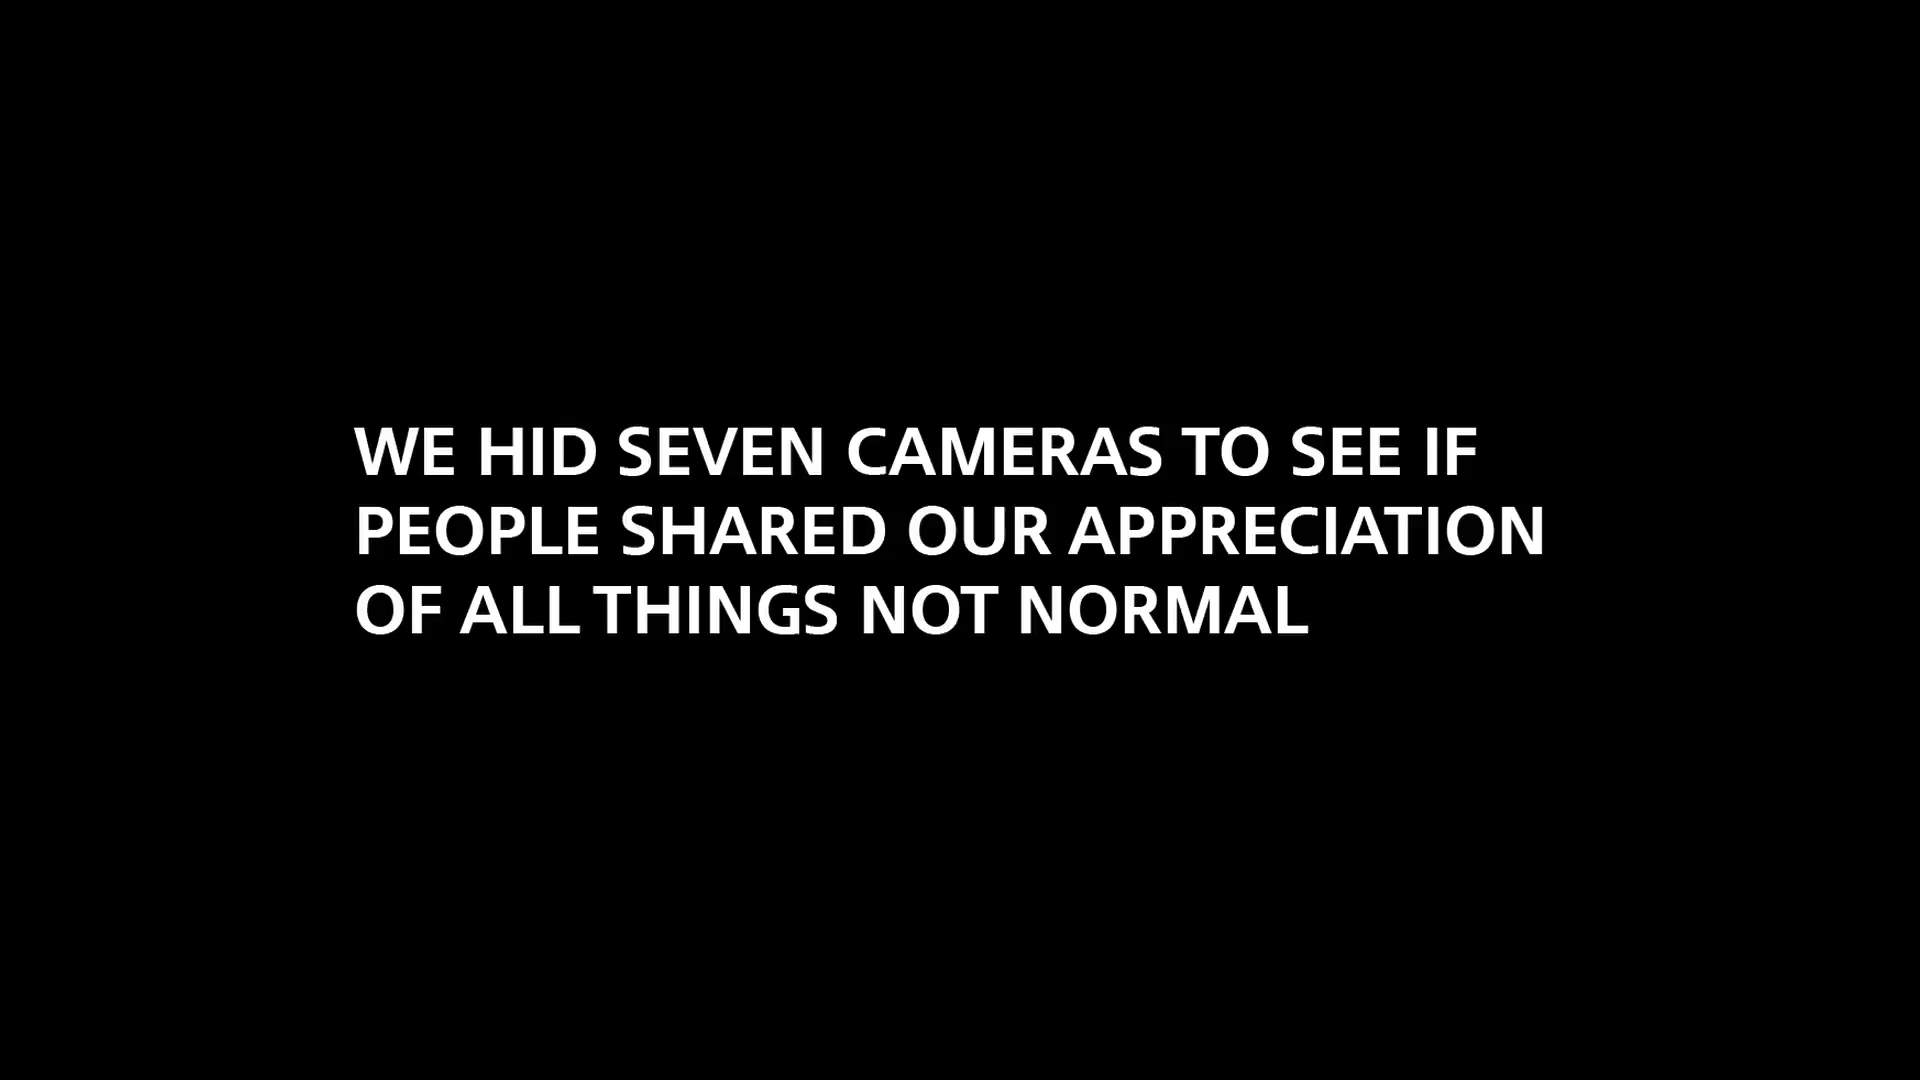 WE HID SEVEN CAMERAS TO SEE IF
PEOPLE SHARED OUR APPRECIATION
OF ALL THINGS NOT NORMAL